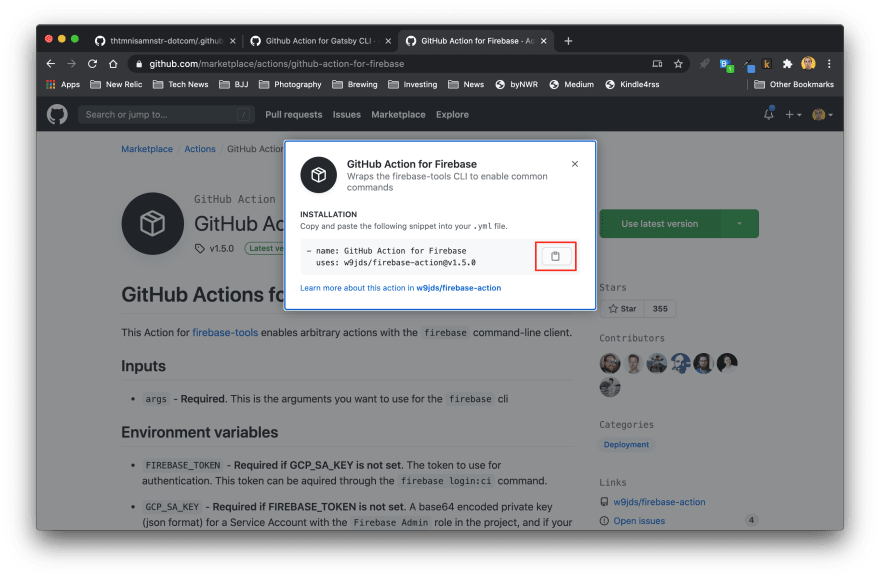 thtmnisamnstr-dotcom/.github
GitHub Action for Gatsby CLI ·
GitHub Action for Firebase · Ac
github.com/marketplace/actions/github-action-for-firebase
Apps
New Relic
Tech News
BJJ
Photography
Brewing
Investing
News
byNWR
Medium
Kindle4rss
Other Bookmarks
Search or jump to...
/
Pull requests
Issues
Marketplace
Explore
Marketplace / Actions / GitHub Action
GitHub Action
GitHub Ac
v1.5.0
Latest ve
Use latest version
GitHub Action for Firebase
Wraps the firebase-tools CLI to enable common
commands
INSTALLATION
Copy and paste the following snippet into your .yml file.
- name: GitHub Action for Firebase
uses: w9jds/firebase-action@v1.5.0
Learn more about this action in w9jds/firebase-action
GitHub Actions fo
This Action for firebase-tools enables arbitrary actions with the firebase command-line client.
Inputs
• args - Required. This is the arguments you want to use for the firebase cli
Environment variables
• FIREBASE_TOKEN - Required if GCP_SA_KEY is not set. The token to use for
authentication. This token can be aquired through the firebase login:ci command.
• GCP_SA_KEY - Required if FIREBASE_TOKEN is not set. A base64 encoded private key
(json format) for a Service Account with the Firebase Admin role in the project, and if your
Stars
Star 355
Contributors
Categories
Deployment
Links
w9jds/firebase-action
Open issues 4